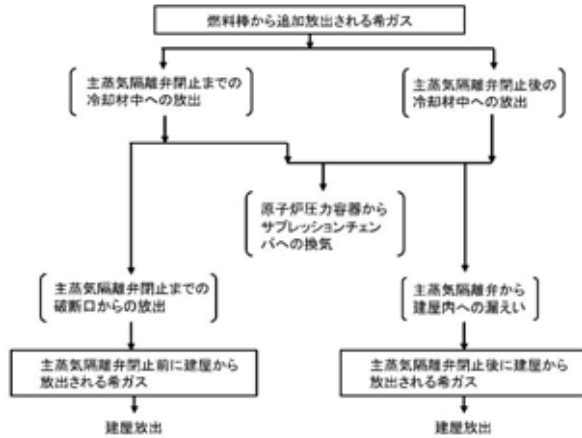 燃料棒から追加放出される希ガス
主蒸気隔離弁閉止までの
冷却材中への放出
主蒸気隔離弁閉止後の
冷却材中への放出
原子炉圧力容器から
サプレッションチェン
バへの換気
主蒸気隔離弁閉止までの
破断口からの放出
主蒸気隔離弁から
建屋内への漏えい
主蒸気隔離弁閉止前に建屋から
放出される希ガス
主蒸気隔離弁閉止後に建屋から
放出される希ガス
建屋放出
建屋放出